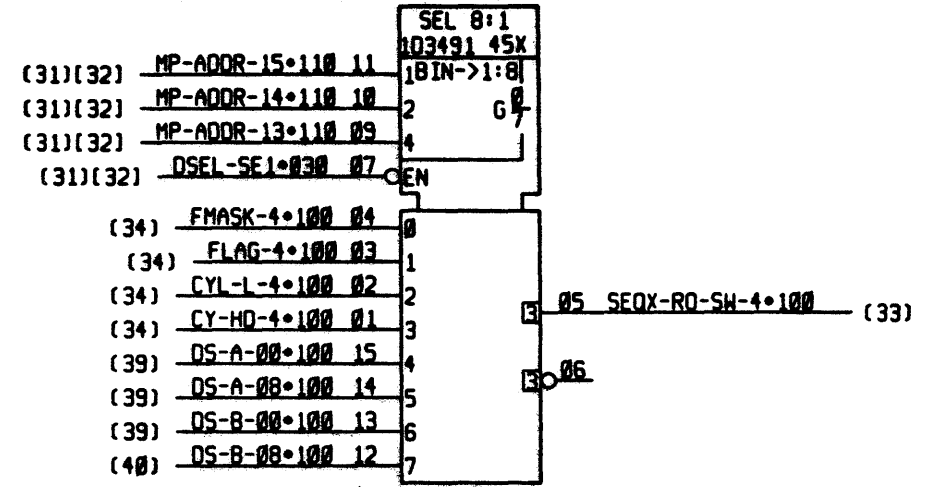 SEL 8:1
103491 45X
(31)[32] MP-ADDR-15•110 11 1 BIN->1:8
(31)[32] MP-ADDR-14•110 10 2 G 0/7
(31)[32] MP-ADDR-13•110 09 4
(31)[32] DSEL-SE1•030 07 EN
(34) FMASK-4•100 04 0
(34) FLAG-4•100 03 1
(34) CYL-L-4•100 02 2
(34) CY-HD-4•100 01 3
(39) DS-A-00•100 15 4
(39) DS-A-08•100 14 5
(39) DS-B-00•100 13 6
(40) DS-B-08•100 12 7
3 05 SEQX-RO-SW-4•100 (33)
3 06